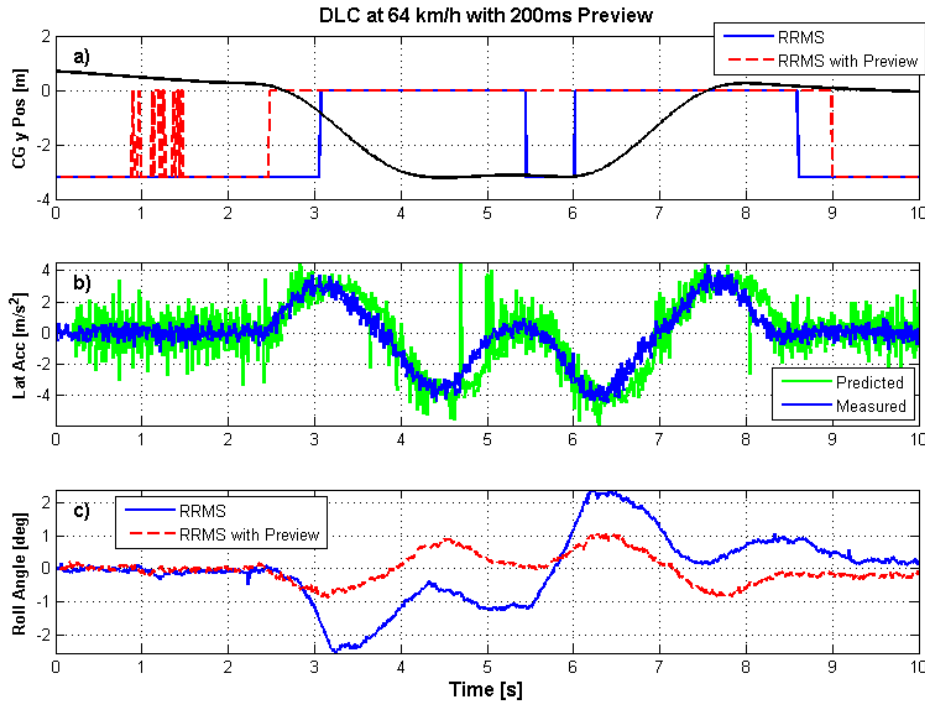 DLC at 64 km/h with 200ms Preview
RRMS
RRMS with Preview
a)
CG y Pos [m]
2
0
-2
-4
0 1 2 3 4 5 6 7 8 9 10
b)
Lat Acc [m/s²]
4
2
0
-2
-4
Predicted
Measured
0 1 2 3 4 5 6 7 8 9 10
c)
RRMS
RRMS with Preview
Roll Angle [deg]
2
1
0
-1
-2
0 1 2 3 4 5 6 7 8 9 10
Time [s]